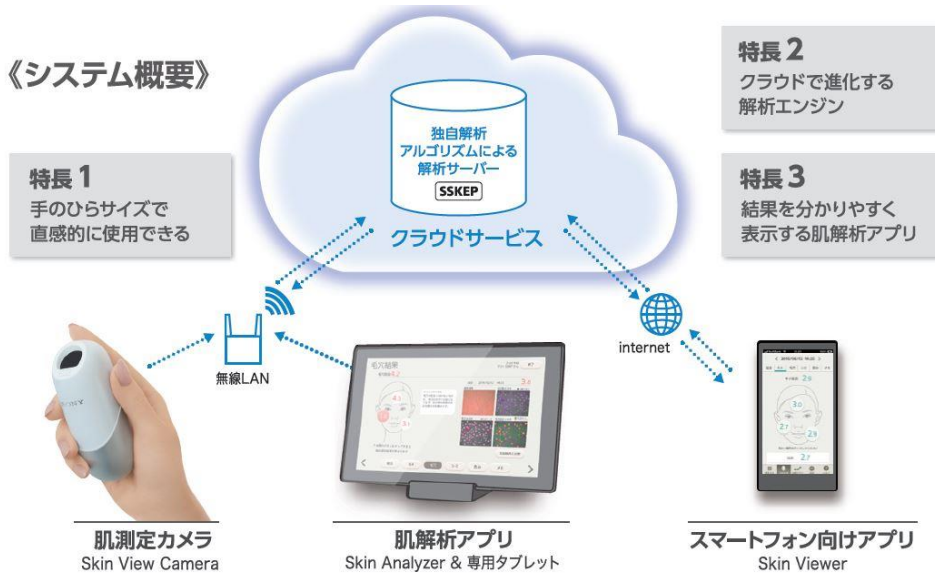 《システム概要》
特長1
手のひらサイズで
直感的に使用できる
独自解析
アルゴリズムによる
解析サーバー
SSKEP
クラウドサービス
特長2
クラウドで進化する
解析エンジン
特長3
結果を分かりやすく
表示する肌解析アプリ
無線LAN
internet
毛穴結果
肌測定カメラ
Skin View Camera
肌解析アプリ
Skin Analyzer & 専用タブレット
スマートフォン向けアプリ
Skin Viewer